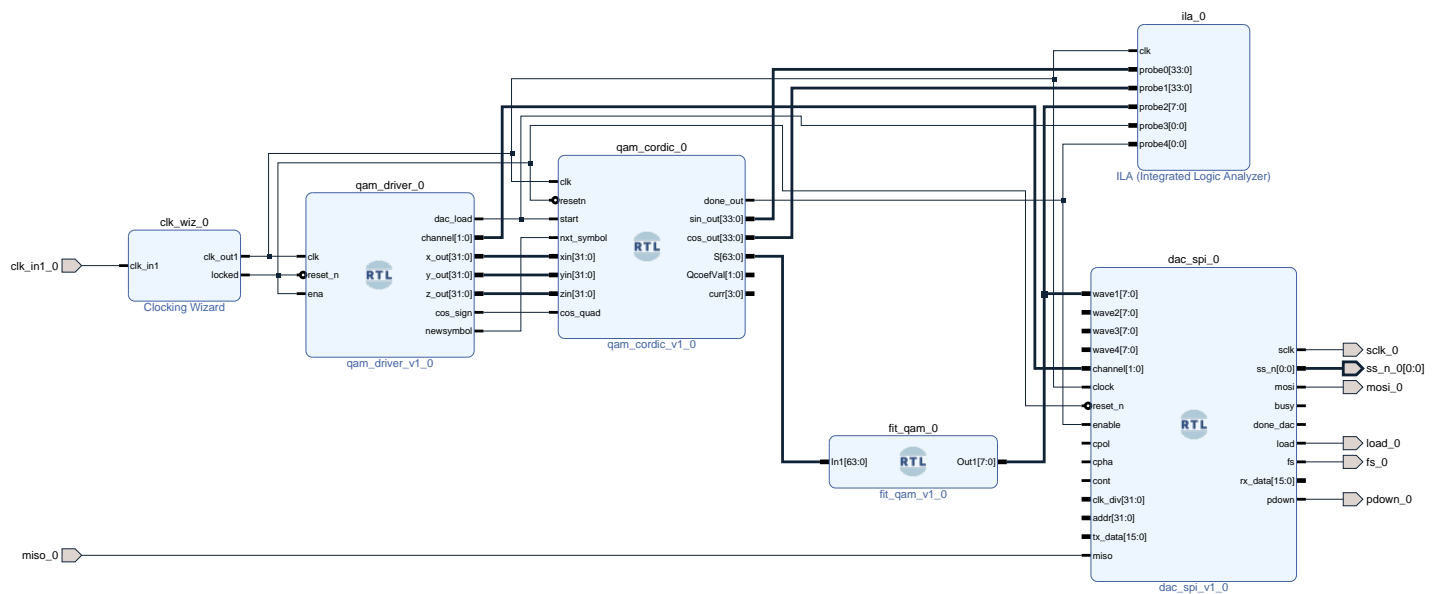 ila_0
clk
probe0[33:0]
probe1[33:0]
probe2[7:0]
probe3[0:0]
probe4[0:0]
ILA (Integrated Logic Analyzer)
qam_cordic_0
clk
resetn
start
nxt_symbol
xin[31:0]
yin[31:0]
zin[31:0]
cos_quad
done_out
sin_out[33:0]
cos_out[33:0]
S[63:0]
QcoefVal[1:0]
curr[3:0]
RTL
qam_cordic_v1_0
qam_driver_0
clk
reset_n
ena
dac_load
channel[1:0]
x_out[31:0]
y_out[31:0]
z_out[31:0]
cos_sign
newsymbol
RTL
qam_driver_v1_0
clk_wiz_0
clk_in1_0
clk_in1
clk_out1
locked
Clocking Wizard
dac_spi_0
wave1[7:0]
wave2[7:0]
wave3[7:0]
wave4[7:0]
channel[1:0]
clock
reset_n
enable
cpol
cpha
cont
clk_div[31:0]
addr[31:0]
tx_data[15:0]
miso
sclk
ss_n[0:0]
mosi
busy
done_dac
load
fs
rx_data[15:0]
pdown
RTL
dac_spi_v1_0
sclk_0
ss_n_0[0:0]
mosi_0
load_0
fs_0
pdown_0
fit_qam_0
In1[63:0]
RTL
Out1[7:0]
fit_qam_v1_0
miso_0